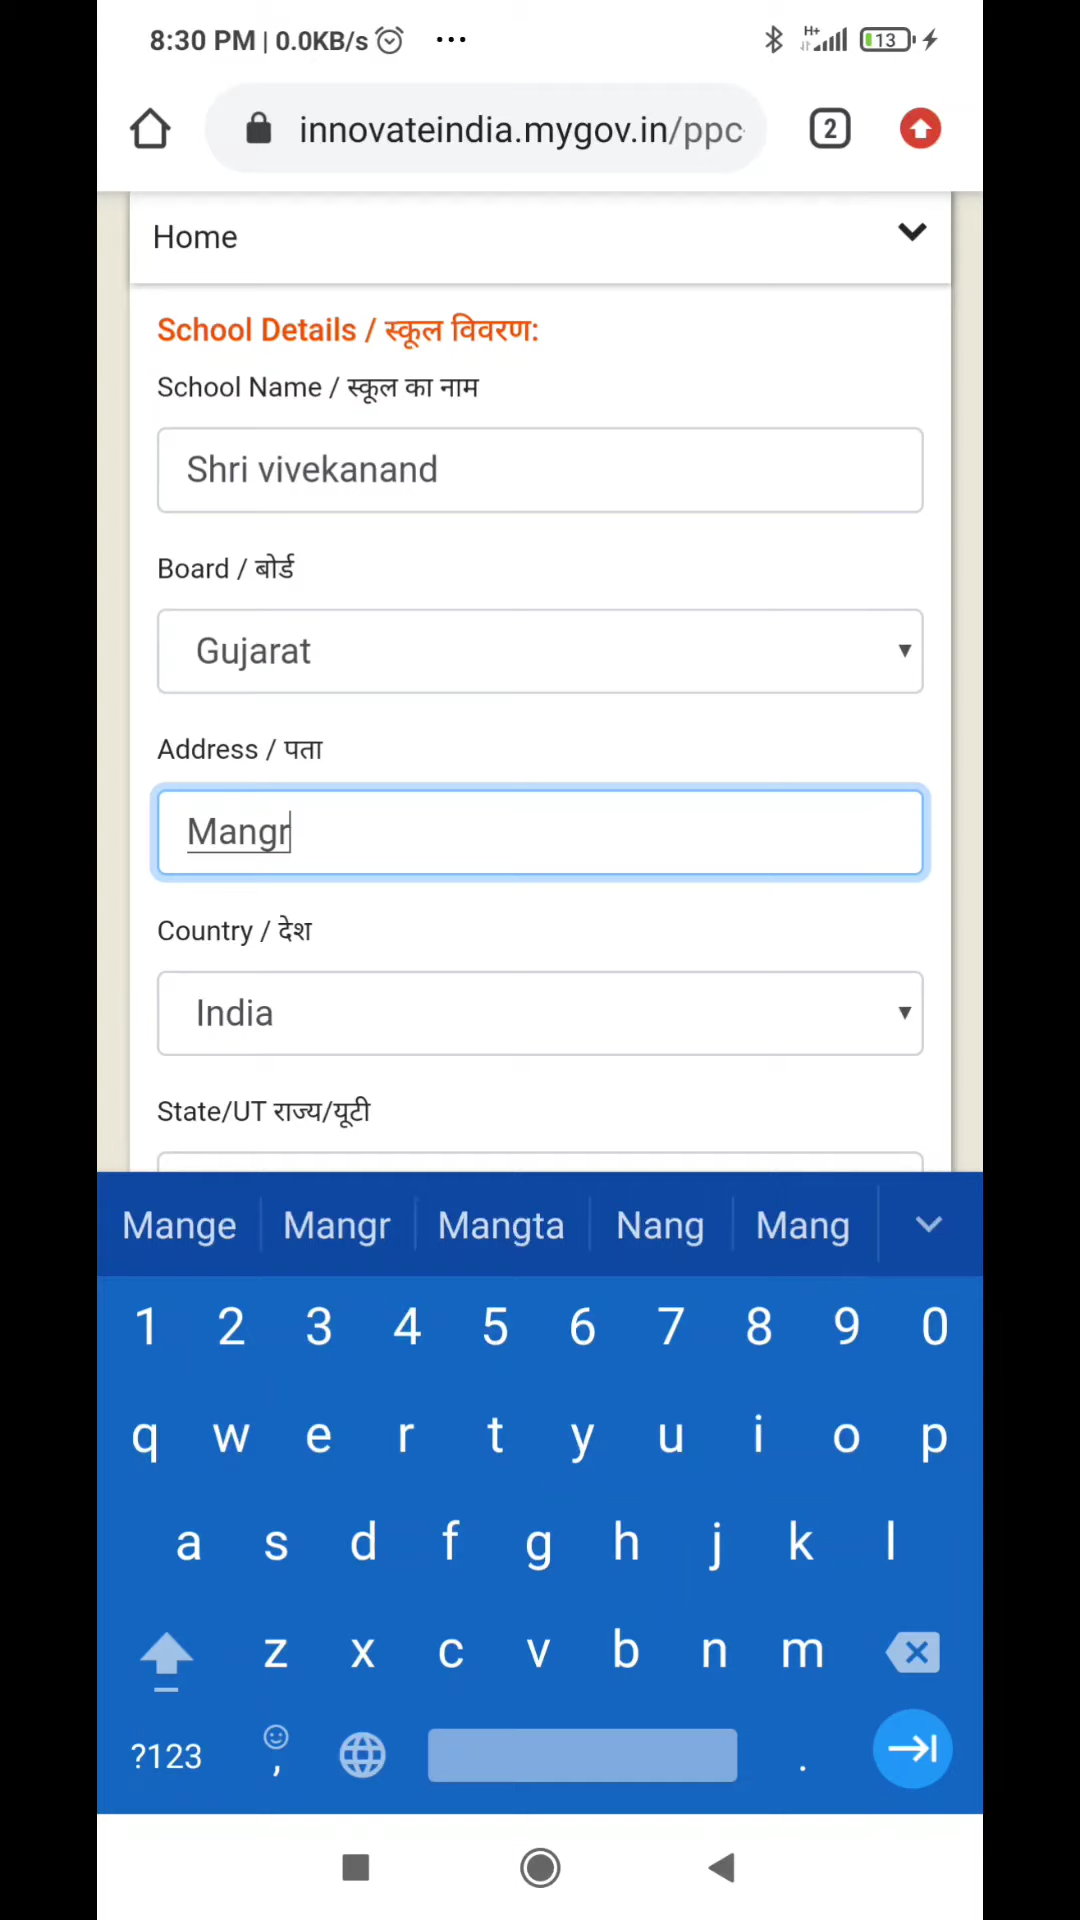 8:30 PM | 0.0KB/s ... H+ 13
innovateindia.mygov.in/ppc 2
Home
School Details / स्कूल विवरण:
School Name / स्कूल का नाम
Shri vivekanand
Board / बोर्ड
Gujarat
Address / पता
Mangr
Country / देश
India
State/UT राज्य/यूटी
Mange Mangr Mangta Nang Mang
1 2 3 4 5 6 7 8 9 0
q w e r t y u i o p
a s d f g h j k l
z x c v b n m
?123 , .